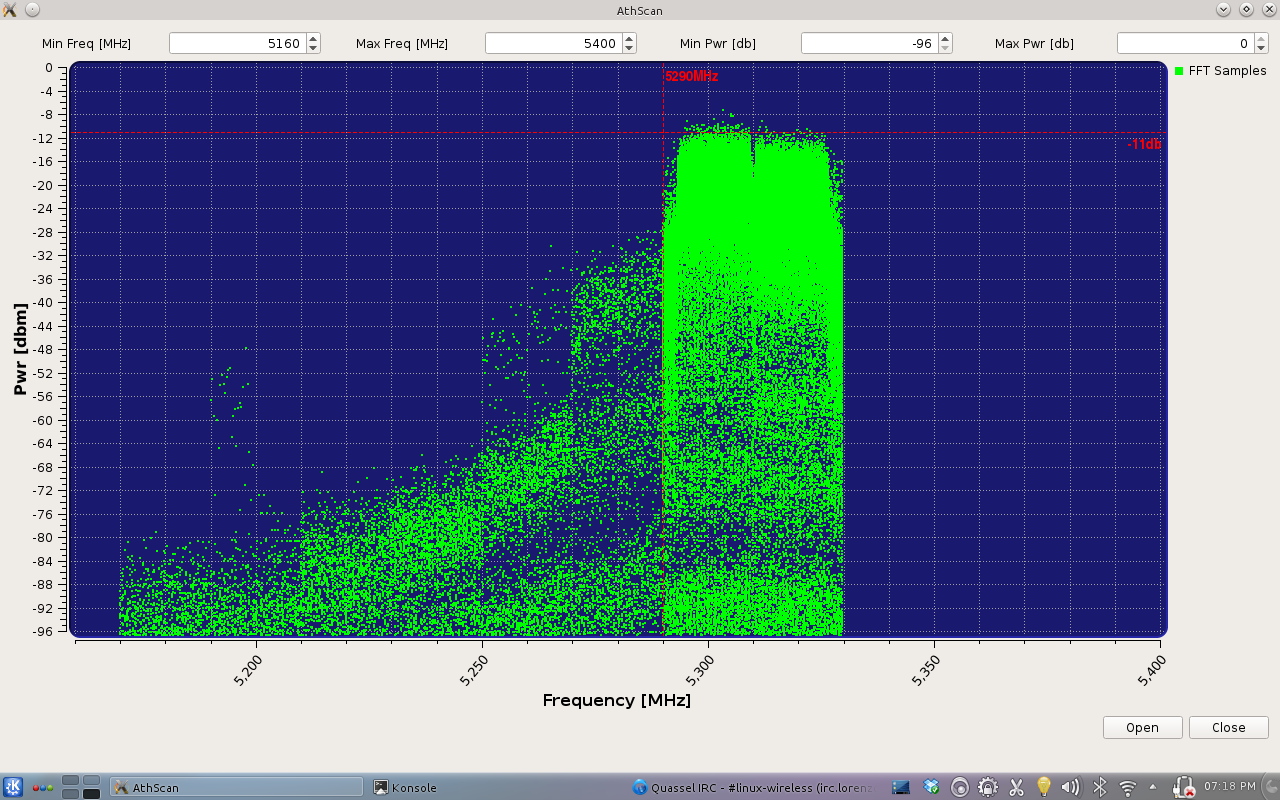 AthScan
Min Freq [MHz] 5160 Max Freq [MHz] 5400 Min Pwr [db] -96 Max Pwr [db] 0
FFT Samples
5290MHz
-11db
Pwr [dbm]
0
-4
-8
-12
-16
-20
-24
-28
-32
-36
-40
-44
-48
-52
-56
-60
-64
-68
-72
-76
-80
-84
-88
-92
-96
5,200 5,250 5,300 5,350 5,400
Frequency [MHz]
Open Close
AthScan Konsole Quassel IRC - #linux-wireless (irc.lorenz 07:18 PM